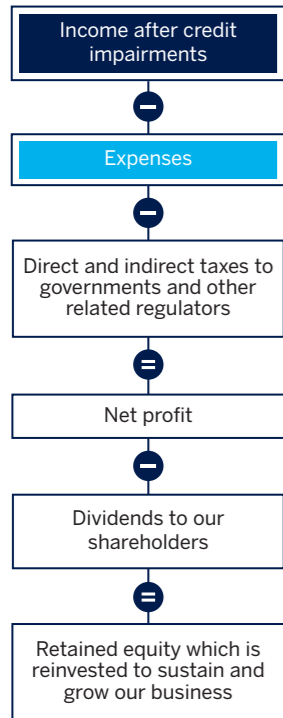 Income after credit
impairments
−
Expenses
−
Direct and indirect taxes to
governments and other
related regulators
=
Net profit
−
Dividends to our
shareholders
=
Retained equity which is
reinvested to sustain and
grow our business